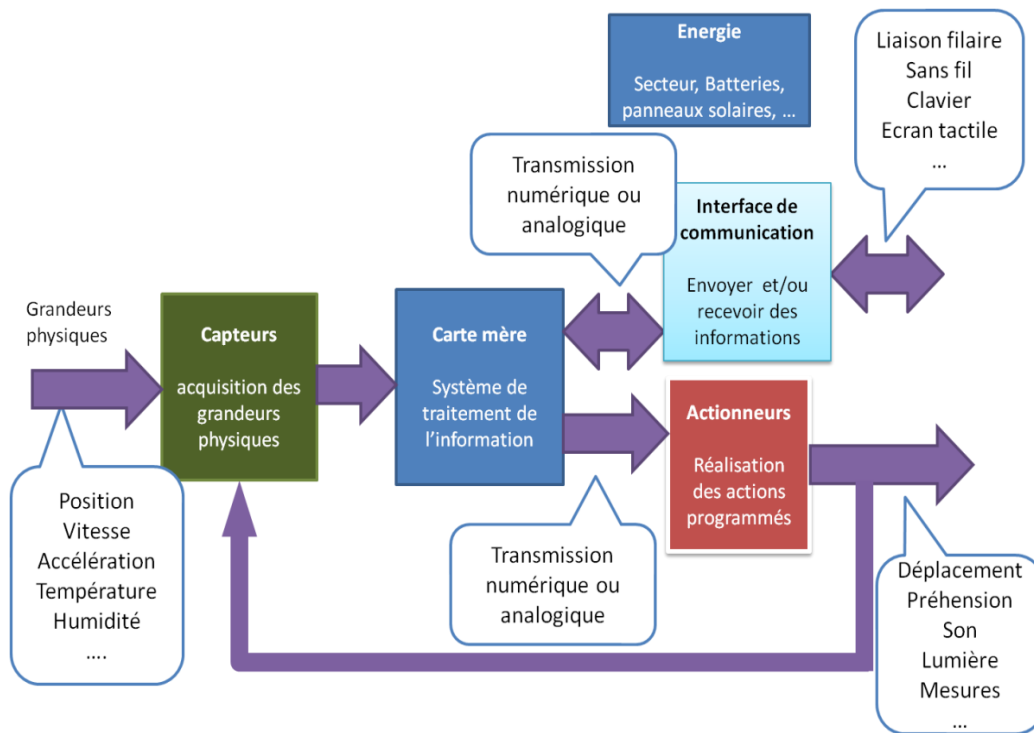 Energie
Secteur, Batteries,
panneaux solaires, ...
Liaison filaire
Sans fil
Clavier
Ecran tactile
...
Transmission
numérique ou
analogique
Interface de
communication
Envoyer et/ou
recevoir des
informations
Grandeurs
physiques
Capteurs
acquisition des
grandeurs
physiques
Carte mère
Système de
traitement de
l'information
Actionneurs
Réalisation
des actions
programmés
Position
Vitesse
Accélération
Température
Humidité
....
Transmission
numérique ou
analogique
Déplacement
Préhension
Son
Lumière
Mesures
...